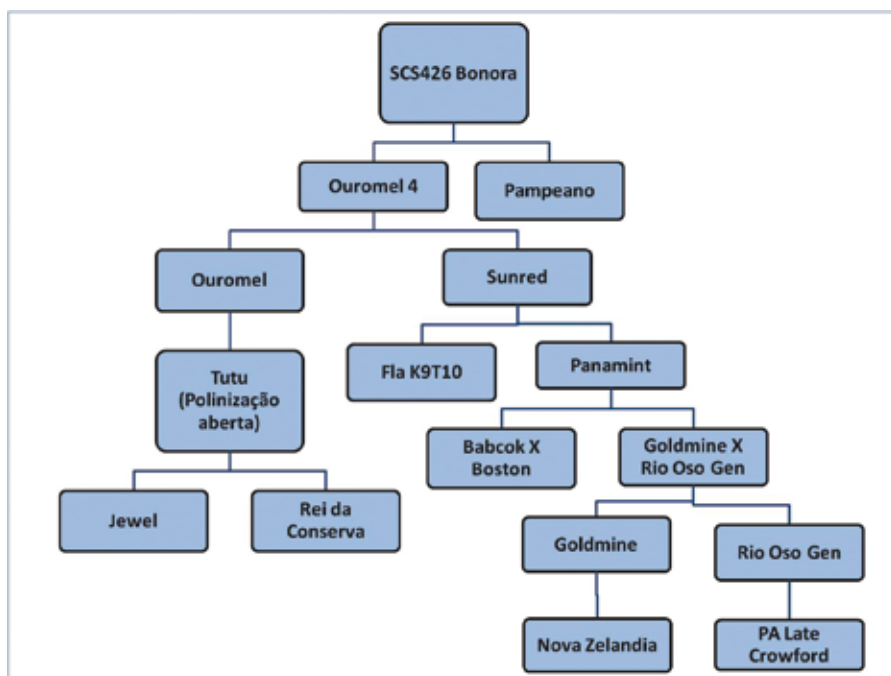 SCS426 Bonora
Ouromel 4
Pampeano
Ouromel
Sunred
Tutu
(Polinização
aberta)
Fla K9T10
Panamint
Babcok X
Boston
Goldmine X
Rio Oso Gen
Jewel
Rei da
Conserva
Goldmine
Rio Oso Gen
Nova Zelandia
PA Late
Crowford